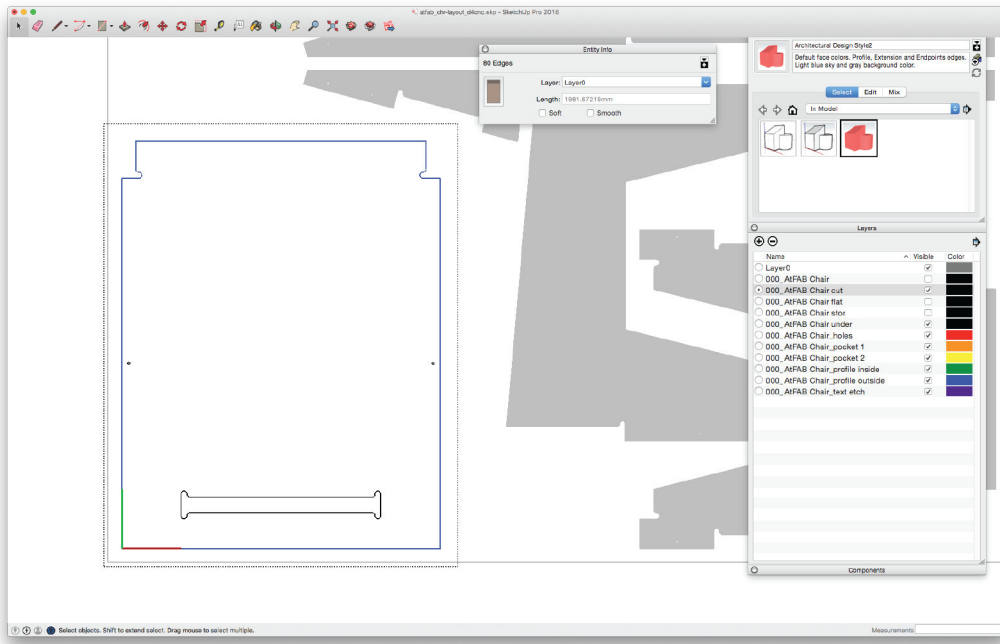 atfab_chr-layout_d4cnc.skp – SketchUp Pro 2016
Entity Info
80 Edges
Layer: Layer0
Length: 1981.67219mm
Soft
Smooth
Architectural Design Style2
Default face colors. Profile, Extension and Endpoints edges.
Light blue sky and gray background color.
Select
Edit
Mix
In Model
Layers
Name
Visible
Color
Layer0
000_AtFAB Chair
000_AtFAB Chair cut
000_AtFAB Chair flat
000_AtFAB Chair stor
000_AtFAB Chair under
000_AtFAB Chair_holes
000_AtFAB Chair_pocket 1
000_AtFAB Chair_pocket 2
000_AtFAB Chair_profile inside
000_AtFAB Chair_profile outside
000_AtFAB Chair_text etch
Components
Select objects. Shift to extend select. Drag mouse to select multiple.
Measurements